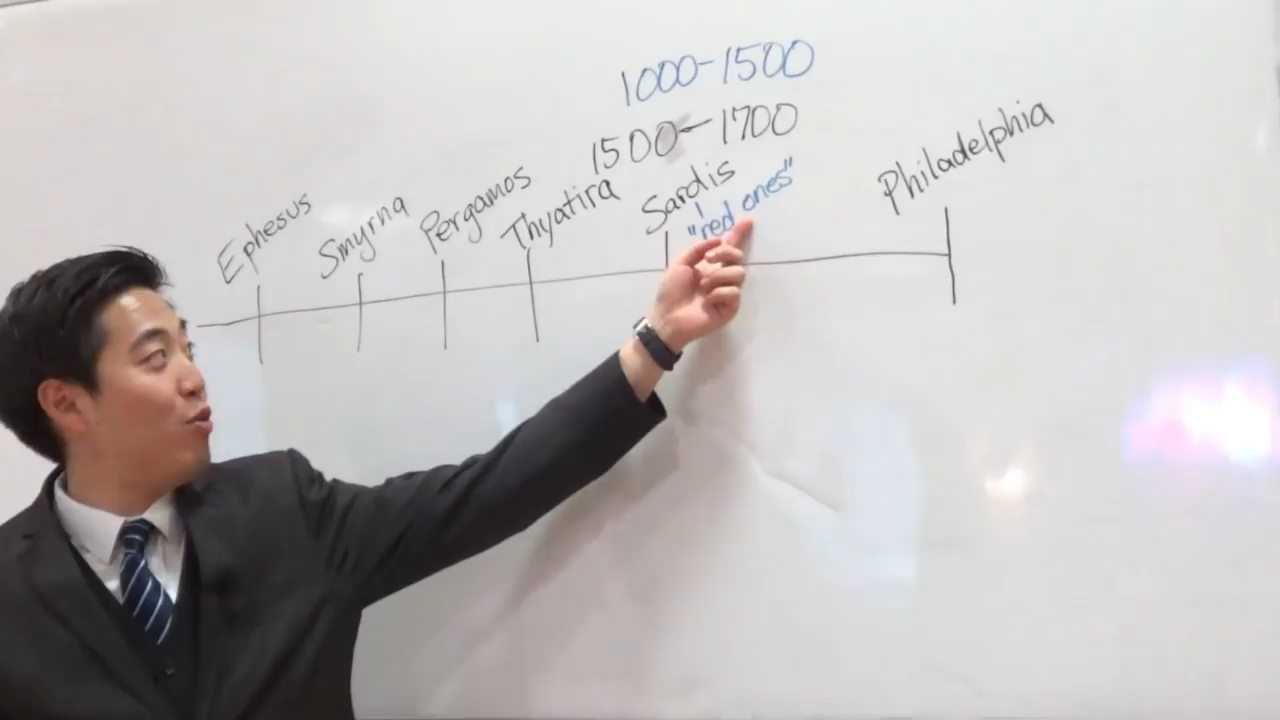 1000-1500
1500-1700
Ephesus
Smyrna
Pergamos
Thyatira
Sardis
"red ones"
Philadelphia